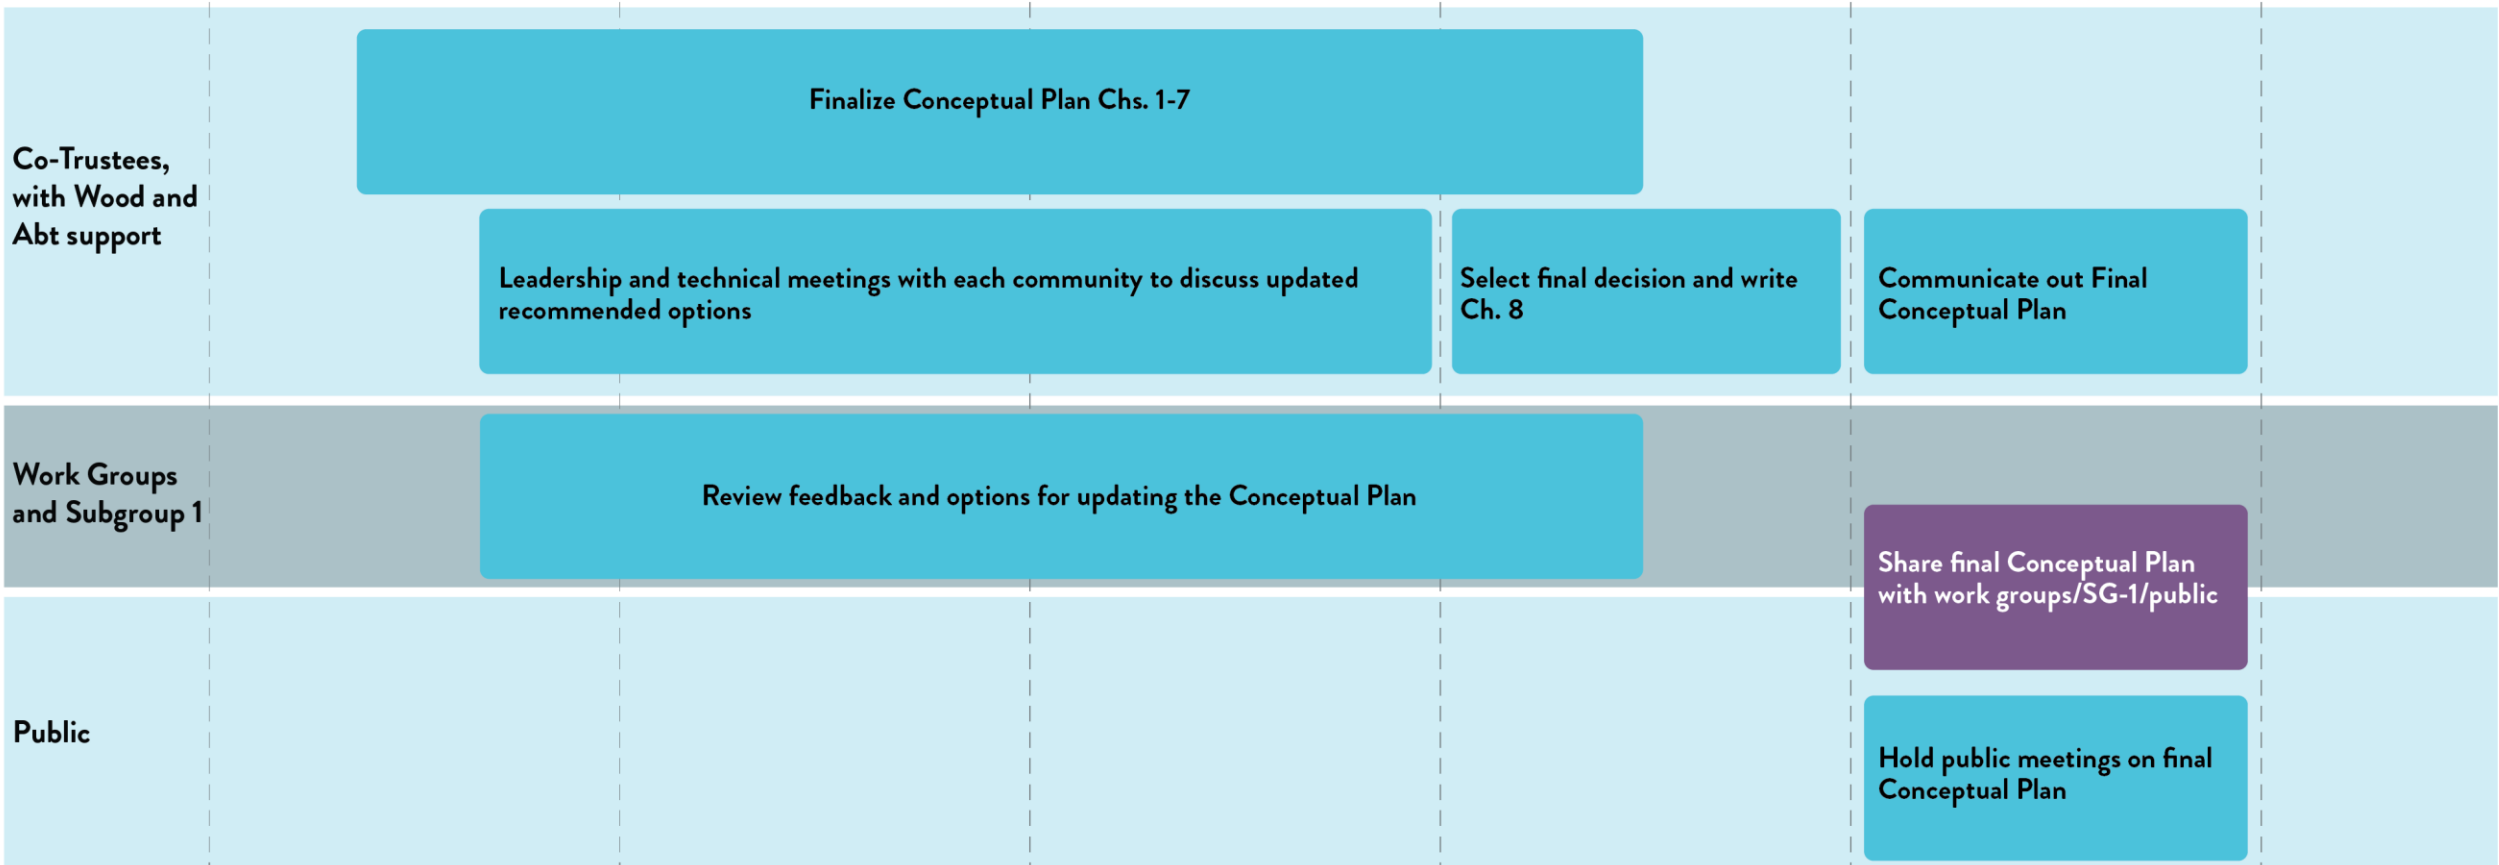 Finalize Conceptual Plan Chs. 1-7
Co-Trustees,
with Wood and
Abt support
Leadership and technical meetings with each community to discuss updated
recommended options
Select final decision and write
Ch. 8
Communicate out Final
Conceptual Plan
Work Groups
and Subgroup 1
Review feedback and options for updating the Conceptual Plan
Share final Conceptual Plan
with work groups/SG-1/public
Public
Hold public meetings on final
Conceptual Plan